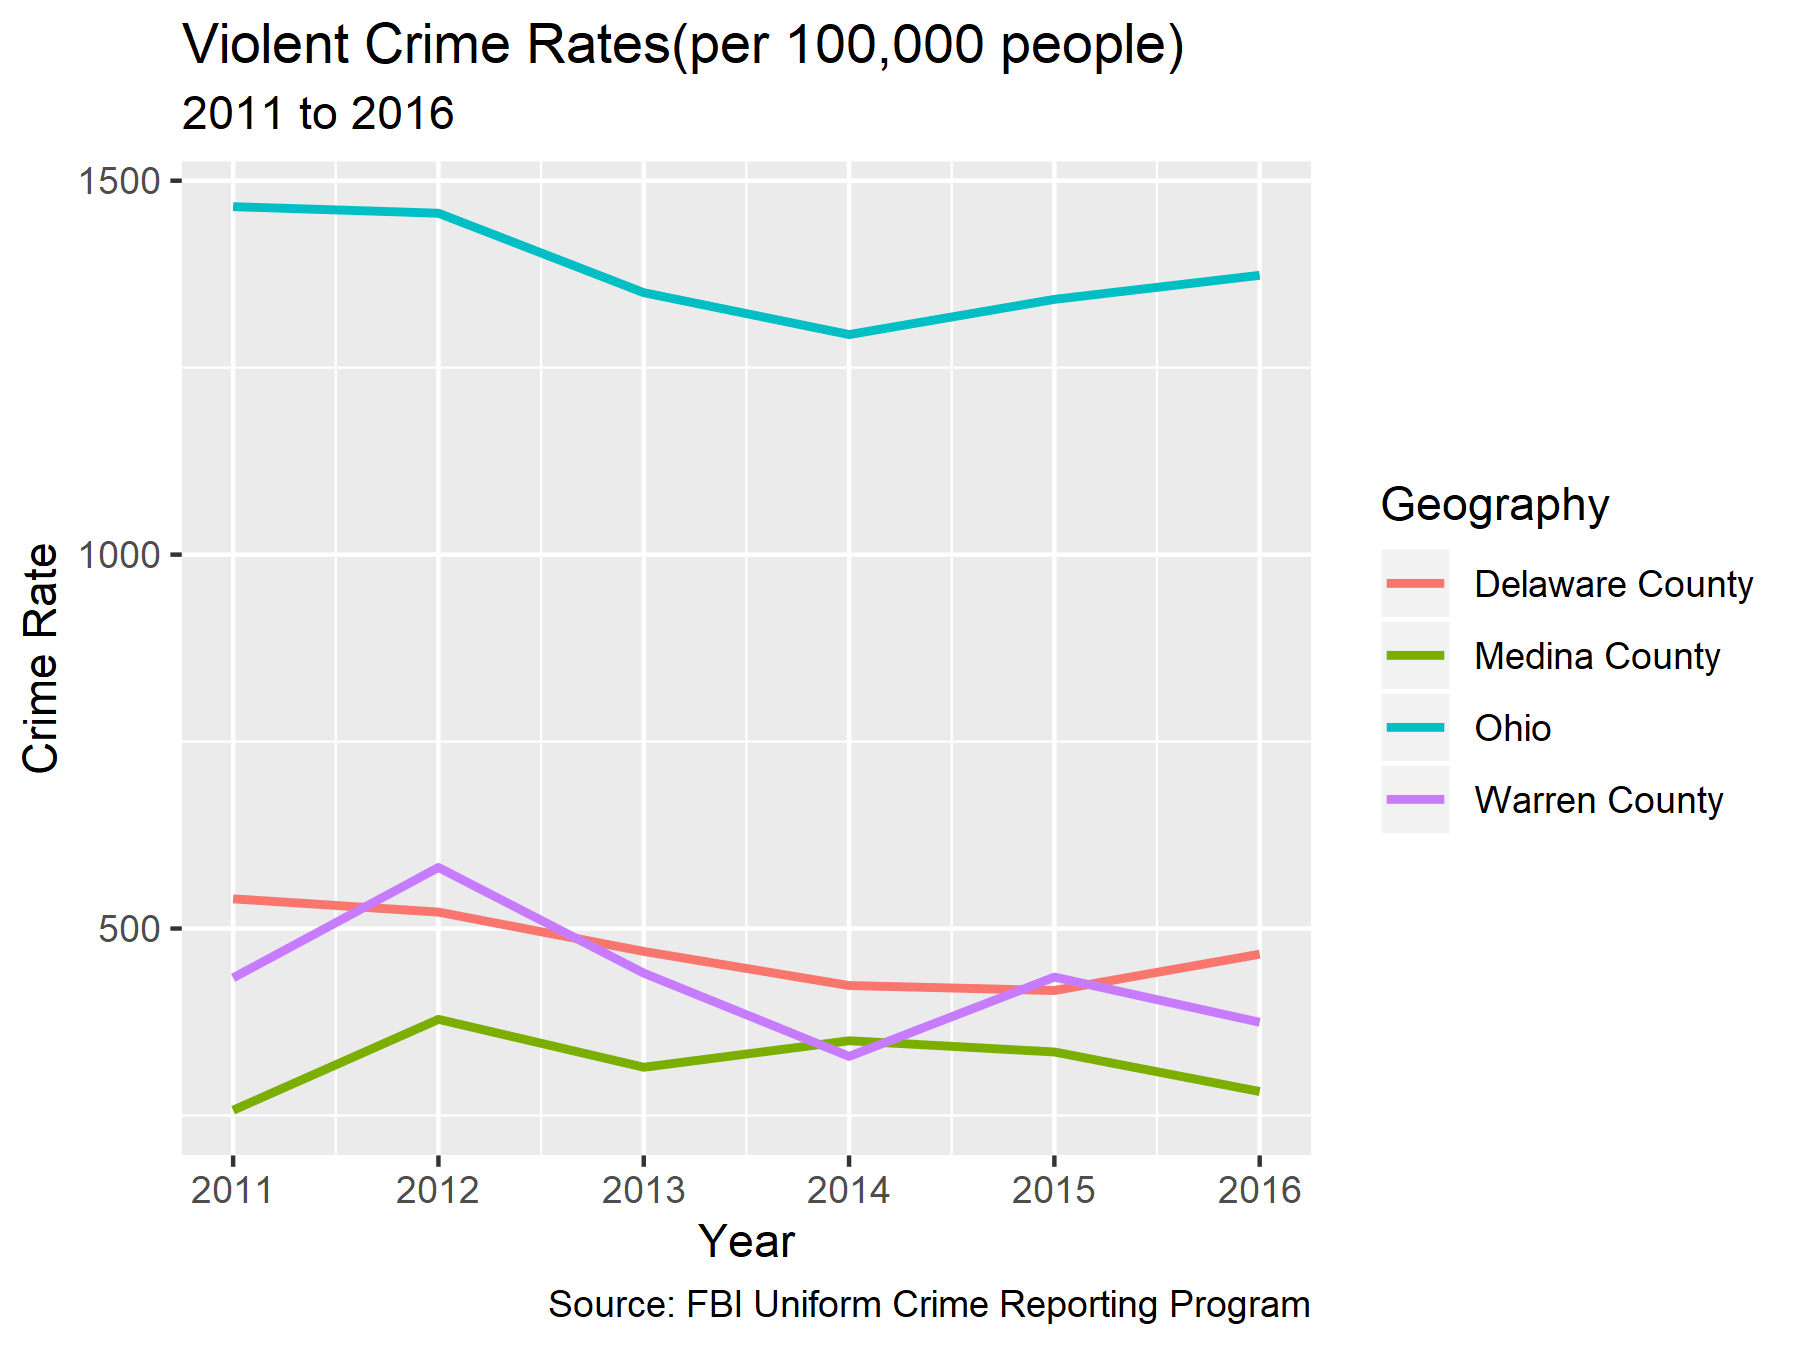 Violent Crime Rates(per 100,000 people)
2011 to 2016
1500
1000
500
Crime Rate
2011 2012 2013 2014 2015 2016
Year
Geography
Delaware County
Medina County
Ohio
Warren County
Source: FBI Uniform Crime Reporting Program